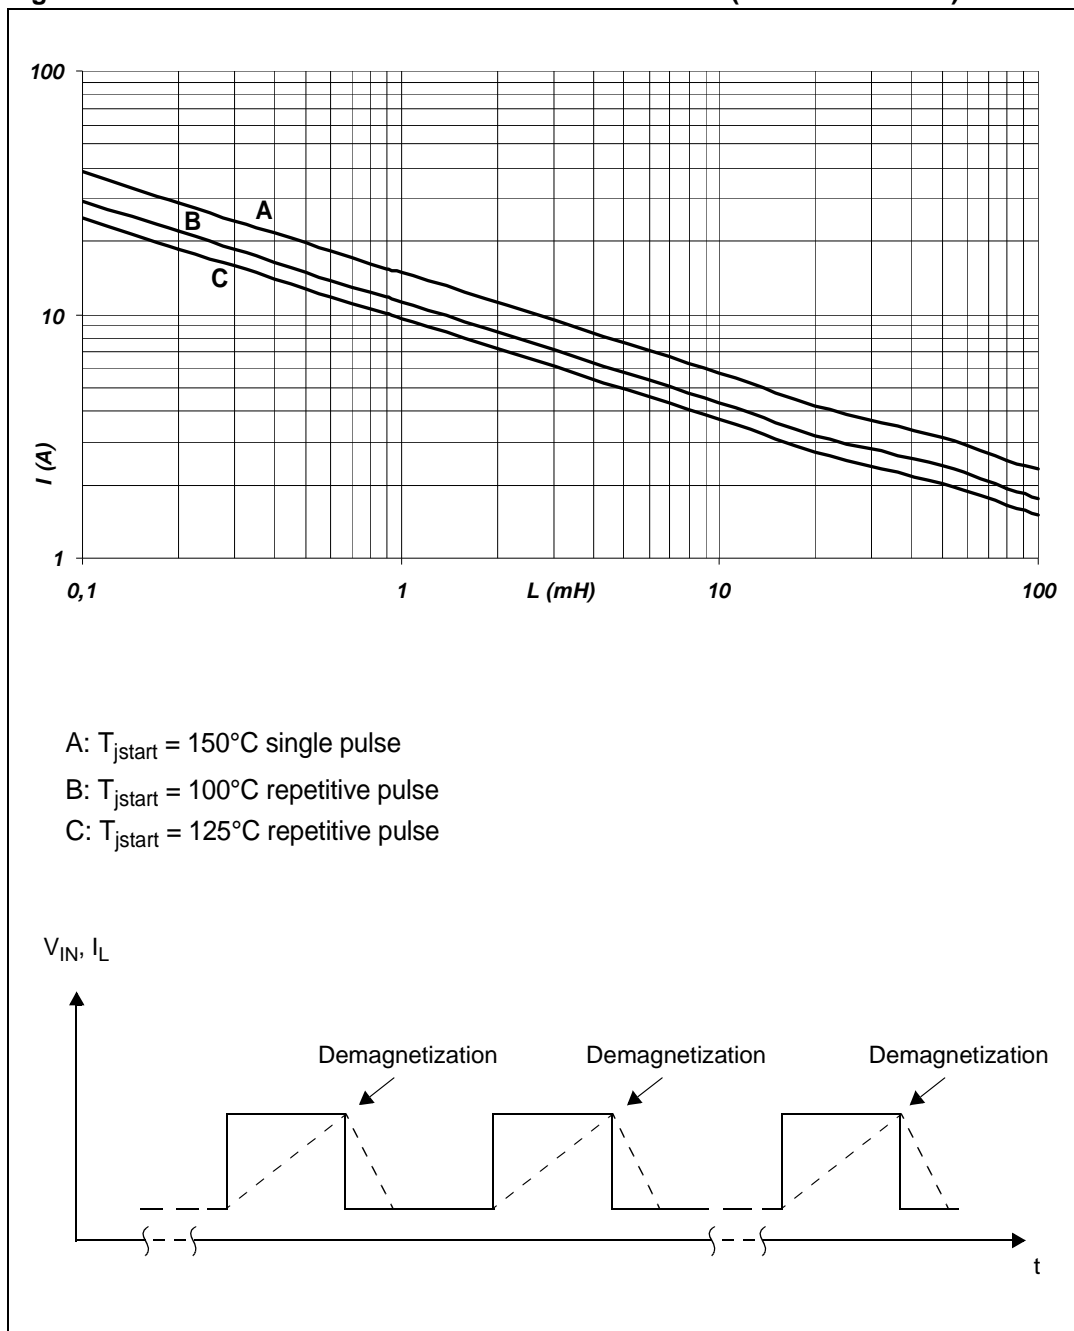 100
A
B
C
10
I (A)
1
0,1
1
L (mH)
10
100
A: Tjstart = 150°C single pulse
B: Tjstart = 100°C repetitive pulse
C: Tjstart = 125°C repetitive pulse
VIN, IL
Demagnetization
Demagnetization
Demagnetization
t